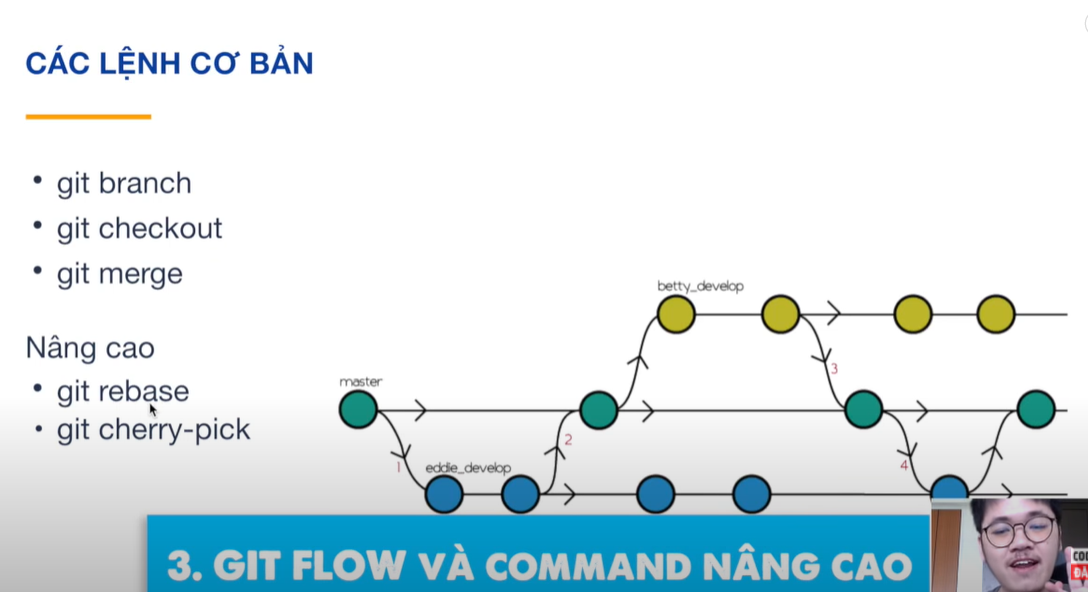 CÁC LỆNH CƠ BẢN
git branch
git checkout
git merge
Nâng cao
git rebase
git cherry-pick
betty_develop
master
3
2
1
eddie_develop
4
3. GIT FLOW VÀ COMMAND NÂNG CAO